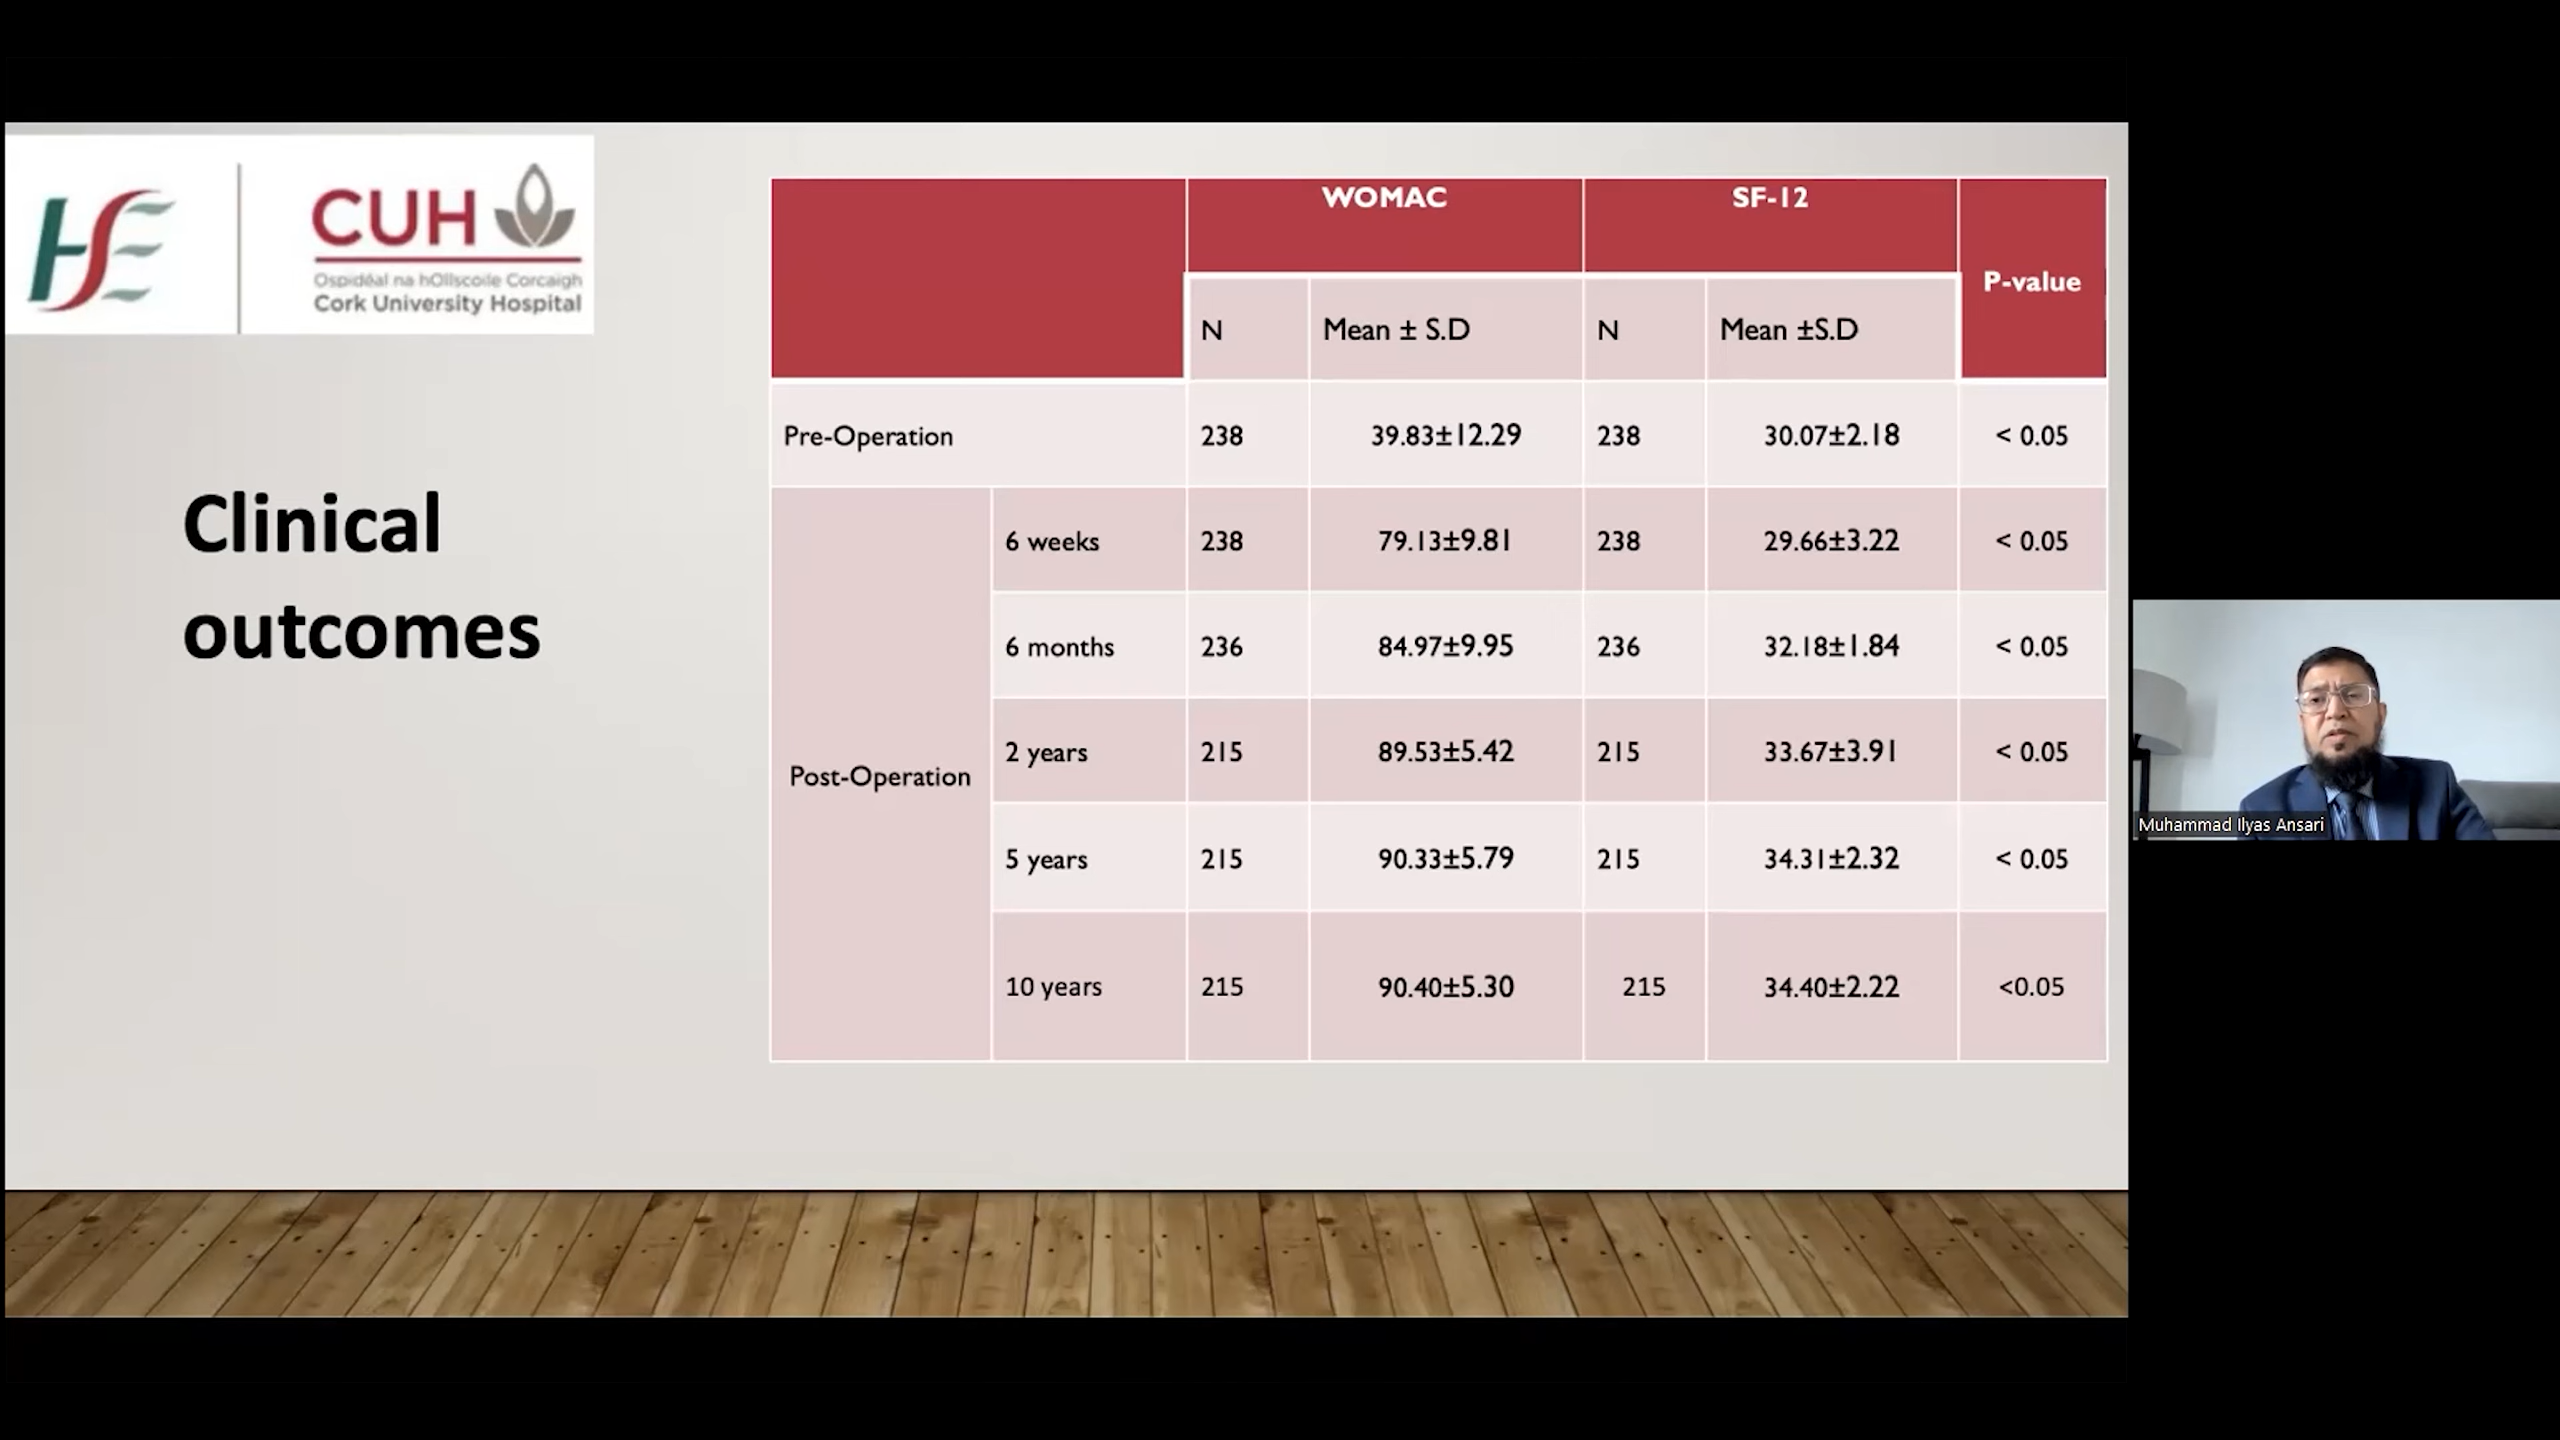 HSE
CUH
Ospidéal na hOllscoile Corcaigh
Cork University Hospital
Clinical
outcomes
WOMAC SF-12 P-value
N Mean ± S.D N Mean ±S.D
Pre-Operation 238 39.83±12.29 238 30.07±2.18 < 0.05
Post-Operation
6 weeks 238 79.13±9.81 238 29.66±3.22 < 0.05
6 months 236 84.97±9.95 236 32.18±1.84 < 0.05
2 years 215 89.53±5.42 215 33.67±3.91 < 0.05
5 years 215 90.33±5.79 215 34.31±2.32 < 0.05
10 years 215 90.40±5.30 215 34.40±2.22 <0.05
Muhammad Ilyas Ansari